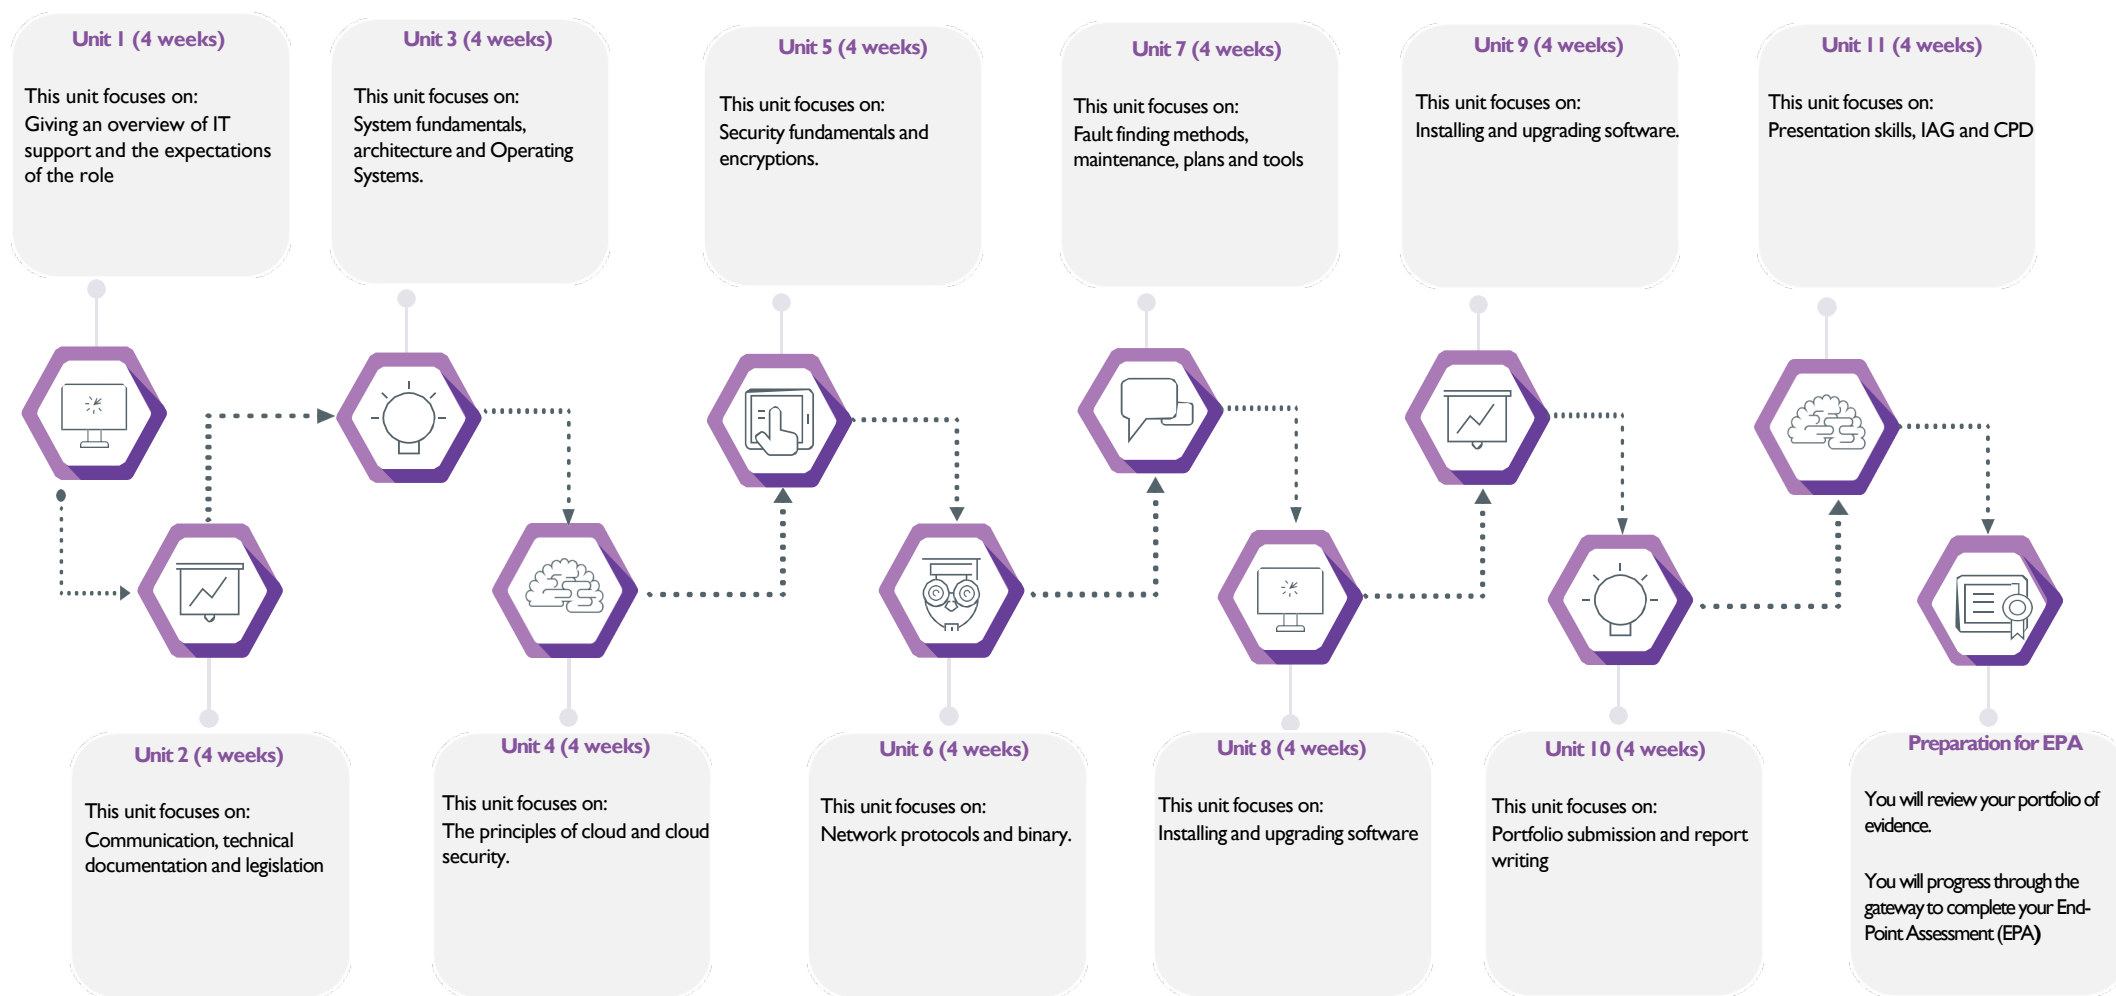 Unit 1 (4 weeks)
This unit focuses on:
Giving an overview of IT
support and the expectations
of the role
Unit 3 (4 weeks)
This unit focuses on:
System fundamentals,
architecture and Operating
Systems.
Unit 5 (4 weeks)
This unit focuses on:
Security fundamentals and
encryptions.
Unit 7 (4 weeks)
This unit focuses on:
Fault finding methods,
maintenance, plans and tools
Unit 9 (4 weeks)
This unit focuses on:
Installing and upgrading software.
Unit 11 (4 weeks)
This unit focuses on:
Presentation skills, IAG and CPD
Unit 2 (4 weeks)
This unit focuses on:
Communication, technical
documentation and legislation
Unit 4 (4 weeks)
This unit focuses on:
The principles of cloud and cloud
security.
Unit 6 (4 weeks)
This unit focuses on:
Network protocols and binary.
Unit 8 (4 weeks)
This unit focuses on:
Installing and upgrading software
Unit 10 (4 weeks)
This unit focuses on:
Portfolio submission and report
writing
Preparation for EPA
You will review your portfolio of
evidence.
You will progress through the
gateway to complete your End-
Point Assessment (EPA)